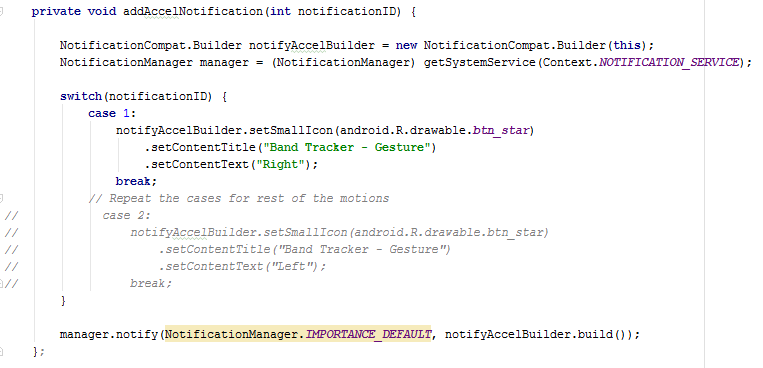 private void addAccelNotification(int notificationID) {
NotificationCompat.Builder notifyAccelBuilder = new NotificationCompat.Builder(this);
NotificationManager manager = (NotificationManager) getSystemService(Context.NOTIFICATION_SERVICE);
switch(notificationID) {
case 1:
notifyAccelBuilder.setSmallIcon(android.R.drawable.btn_star)
.setContentTitle("Band Tracker - Gesture")
.setContentText("Right");
break;
// Repeat the cases for rest of the motions
// case 2:
// notifyAccelBuilder.setSmallIcon(android.R.drawable.btn_star)
// .setContentTitle("Band Tracker - Gesture")
// .setContentText("Left");
// break;
}
manager.notify(NotificationManager.IMPORTANCE_DEFAULT, notifyAccelBuilder.build());
};